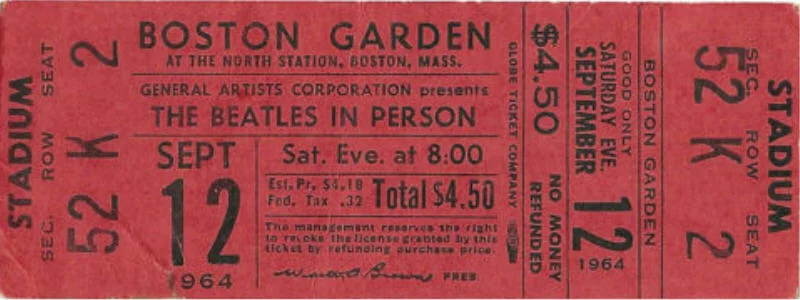 STADIUM
SEC. ROW SEAT
52 K 2
BOSTON GARDEN
AT THE NORTH STATION, BOSTON, MASS.
GENERAL ARTISTS CORPORATION presents
THE BEATLES IN PERSON
SEPT
12
1964
Sat. Eve. at 8:00
Est. Pr. $4.18
Fed. Tax .32
Total $4.50
The management reserves the right
to revoke the license granted by this
ticket by refunding purchase price.
PRES.
GLOBE TICKET COMPANY
$4.50 NO MONEY
REFUNDED
SATURDAY EVE.
SEPTEMBER
12
1964
GOOD ONLY
BOSTON GARDEN
52 K 2
SEC. ROW SEAT
STADIUM